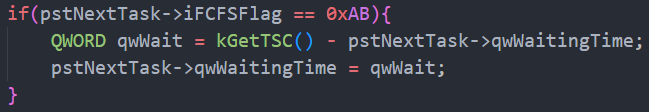 if(pstNextTask->iFCFSFlag == 0xAB){
    QWORD qwWait = kGetTSC() - pstNextTask->qwWaitingTime;
    pstNextTask->qwWaitingTime = qwWait;
}